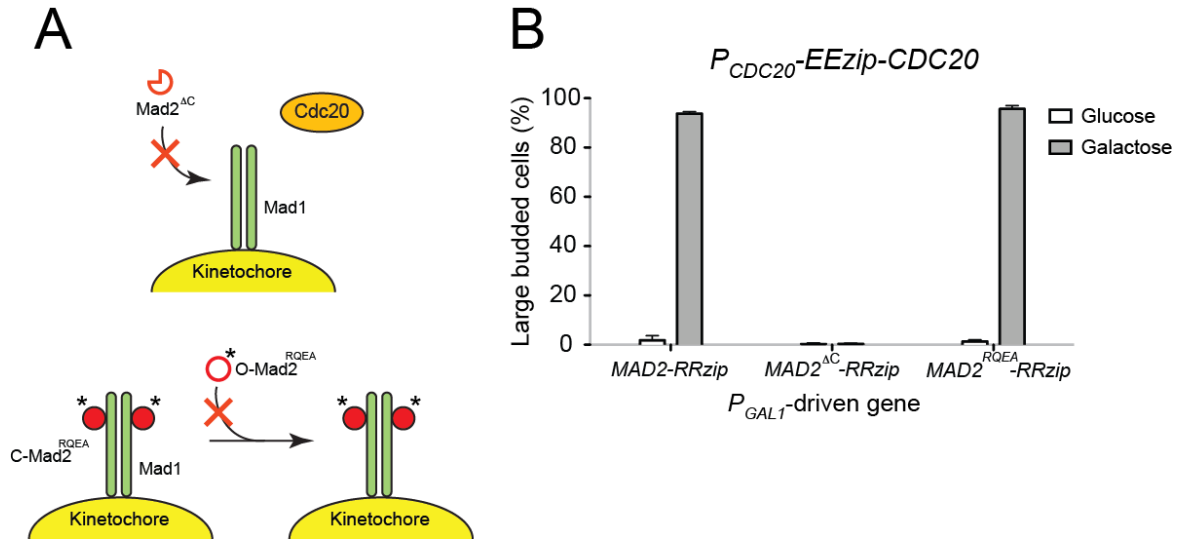 A
Mad2ΔC
Cdc20
Mad1
Kinetochore
*
O-Mad2RQEA
* *
* *
C-Mad2RQEA
Mad1
Kinetochore
Kinetochore
B
PCDC20-EEzip-CDC20
Large budded cells (%)
100
80
60
40
20
0
Glucose
Galactose
MAD2-RRzip
MAD2ΔC-RRzip
MAD2RQEA-RRzip
PGAL1-driven gene